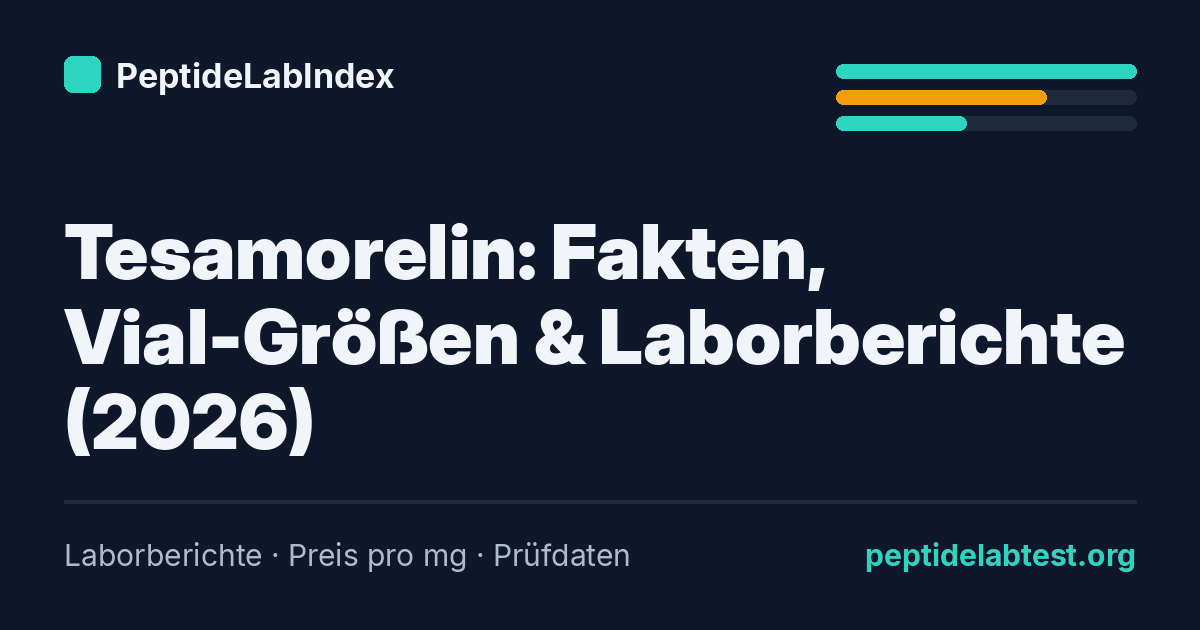 PeptideLabIndex
Tesamorelin: Fakten,
Vial-Größen & Laborberichte
(2026)
Laborberichte · Preis pro mg · Prüfdaten
peptidelabtest.org